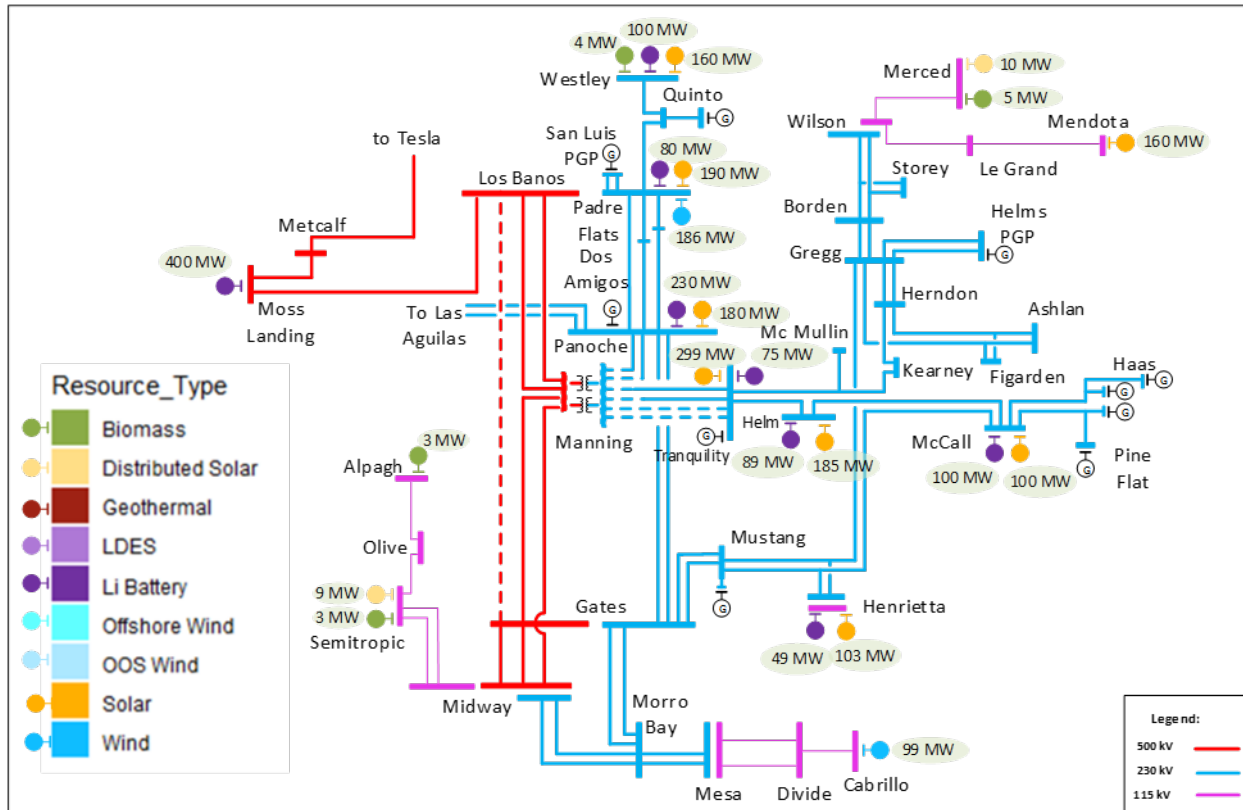 100 MW
4 MW
160 MW
Westley
Quinto
G
Merced
10 MW
5 MW
Wilson
Mendota
160 MW
Le Grand
to Tesla
San Luis
PGP
G
80 MW
190 MW
Storey
Los Banos
Padre
Flats Dos
Amigos
186 MW
Borden
Helms
PGP
G
Metcalf
Gregg
400 MW
Moss
Landing
230 MW
180 MW
Herndon
To Las
Aguilas
G
Panoche
Mc Mullin
Ashlan
299 MW
75 MW
Kearney
Figarden
Haas
G
G
G
Manning
Tranquility
G
Helm
89 MW
185 MW
McCall
100 MW
100 MW
Pine
Flat
G
Resource_Type
Biomass
Distributed Solar
Geothermal
LDES
Li Battery
Offshore Wind
OOS Wind
Solar
Wind
3 MW
Alpagh
Olive
9 MW
3 MW
Semitropic
Mustang
G
Gates
Henrietta
49 MW
103 MW
Midway
Morro
Bay
Mesa
Divide
Cabrillo
99 MW
Legend:
500 kV
230 kV
115 kV